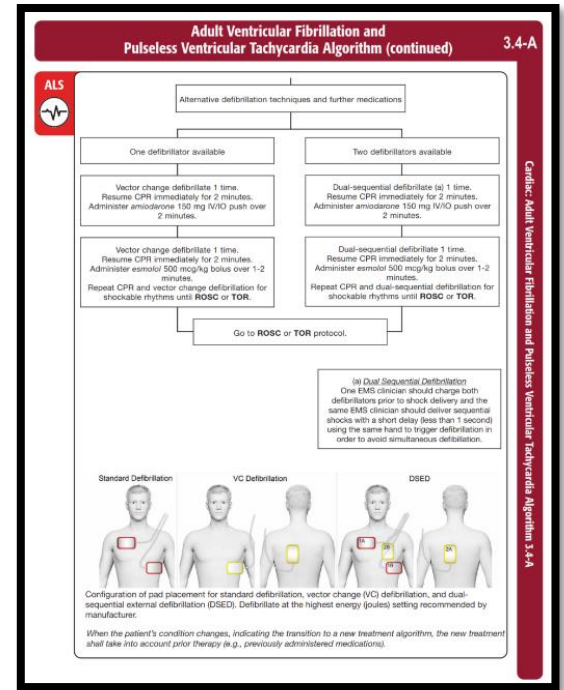 Adult Ventricular Fibrillation and
Pulseless Ventricular Tachycardia Algorithm (continued)
3.4-A
ALS
Alternative defibrillation techniques and further medications
One defibrillator available
Two defibrillators available
Vector change defibrillate 1 time.
Resume CPR immediately for 2 minutes.
Administer amiodarone 150 mg IV/IO push over
2 minutes.
Dual-sequential defibrillate (a) 1 time.
Resume CPR immediately for 2 minutes.
Administer amiodarone 150 mg IV/IO push over
2 minutes.
Vector change defibrillate 1 time.
Resume CPR immediately for 2 minutes.
Administer esmolol 500 mcg/kg bolus over 1-2
minutes.
Repeat CPR and vector change defibrillation for
shockable rhythms until ROSC or TOR.
Dual-sequential defibrillate 1 time.
Resume CPR immediately for 2 minutes.
Administer esmolol 500 mcg/kg bolus over 1-2
minutes.
Repeat CPR and dual-sequential defibrillation for
shockable rhythms until ROSC or TOR.
Go to ROSC or TOR protocol.
(a) Dual Sequential Defibrillation
One EMS clinician should charge both
defibrillators prior to shock delivery and the
same EMS clinician should deliver sequential
shocks with a short delay (less than 1 second)
using the same hand to trigger defibrillation in
order to avoid simultaneous defibrillation.
Standard Defibrillation
VC Defibrillation
DSED
1A
2B
1B
2A
Configuration of pad placement for standard defibrillation, vector change (VC) defibrillation, and dual-
sequential external defibrillation (DSED). Defibrillate at the highest energy (joules) setting recommended by
manufacturer.
When the patient's condition changes, indicating the transition to a new treatment algorithm, the new treatment
shall take into account prior therapy (e.g., previously administered medications).
Cardiac: Adult Ventricular Fibrillation and Pulseless Ventricular Tachycardia Algorithm 3.4-A